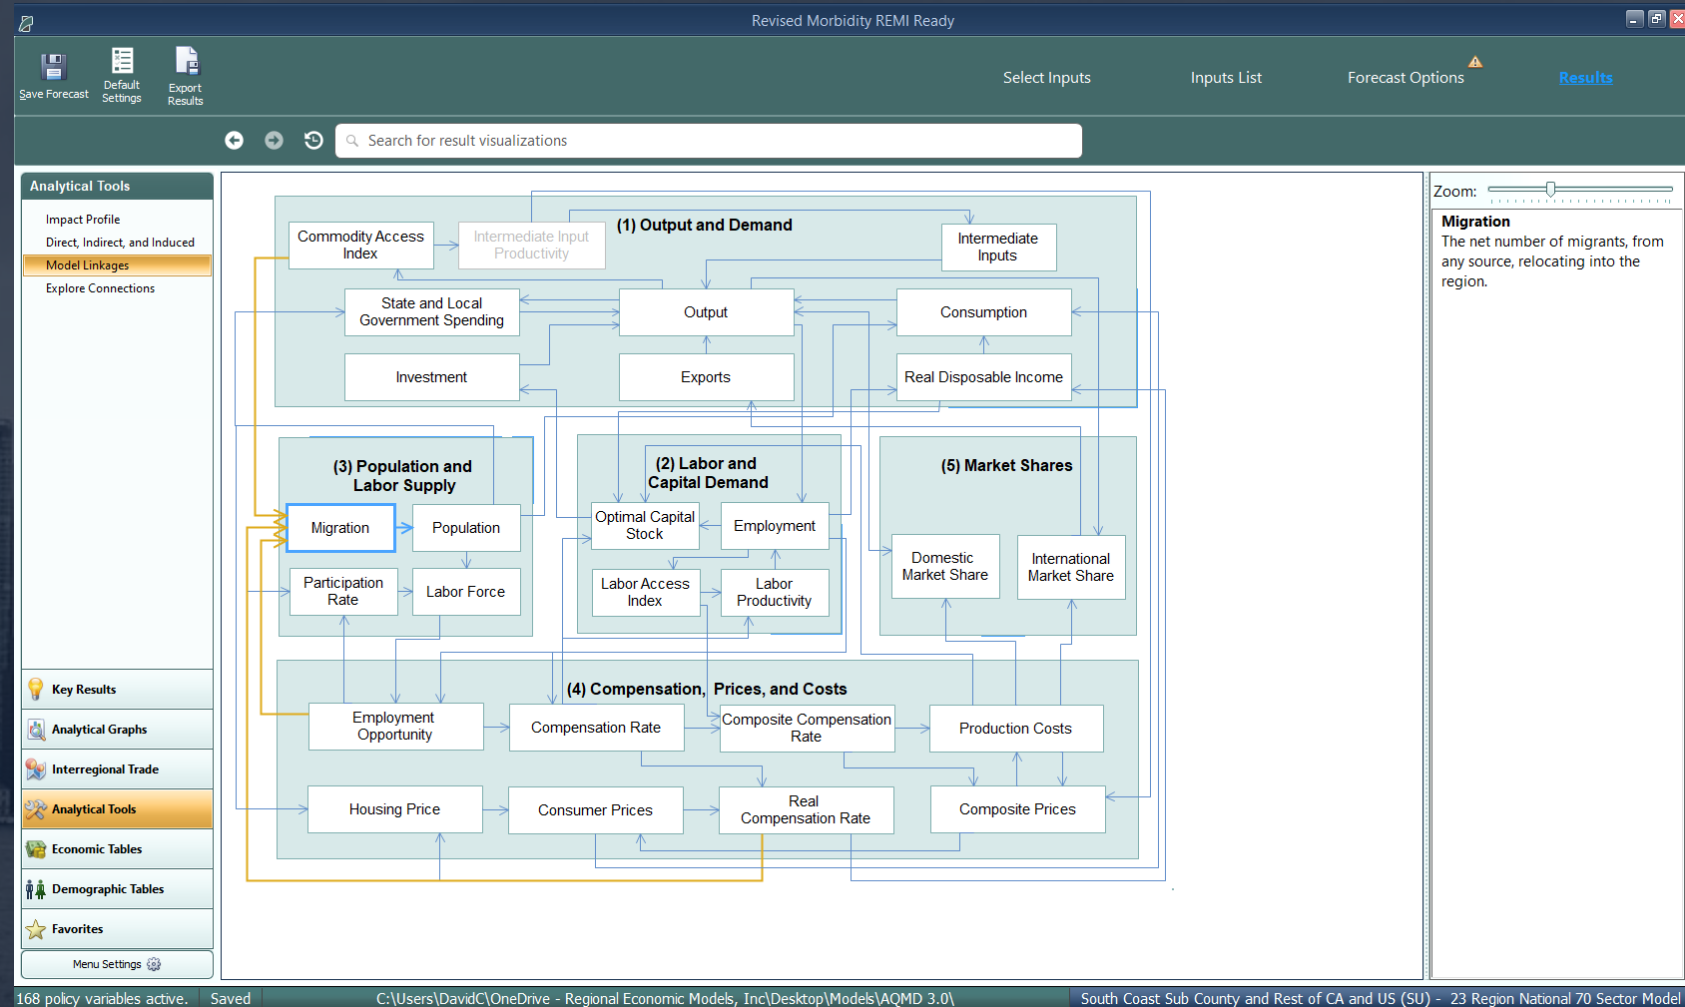 Revised Morbidity REMI Ready
Save Forecast
Default
Settings
Export
Results
Select Inputs
Inputs List
Forecast Options
Results
Search for result visualizations
Analytical Tools
Impact Profile
Direct, Indirect, and Induced
Model Linkages
Explore Connections
Key Results
Analytical Graphs
Interregional Trade
Analytical Tools
Economic Tables
Demographic Tables
Favorites
Menu Settings
(1) Output and Demand
Commodity Access
Index
Intermediate Input
Productivity
Intermediate
Inputs
State and Local
Government Spending
Output
Consumption
Investment
Exports
Real Disposable Income
(3) Population and
Labor Supply
Migration
Population
Participation
Rate
Labor Force
(2) Labor and
Capital Demand
Optimal Capital
Stock
Employment
Labor Access
Index
Labor
Productivity
(5) Market Shares
Domestic
Market Share
International
Market Share
(4) Compensation, Prices, and Costs
Employment
Opportunity
Compensation Rate
Composite Compensation
Rate
Production Costs
Housing Price
Consumer Prices
Real
Compensation Rate
Composite Prices
Zoom:
Migration
The net number of migrants, from
any source, relocating into the
region.
168 policy variables active.
Saved
C:\Users\DavidC\OneDrive - Regional Economic Models, Inc\Desktop\Models\AQMD 3.0\
South Coast Sub County and Rest of CA and US (SU) - 23 Region National 70 Sector Model